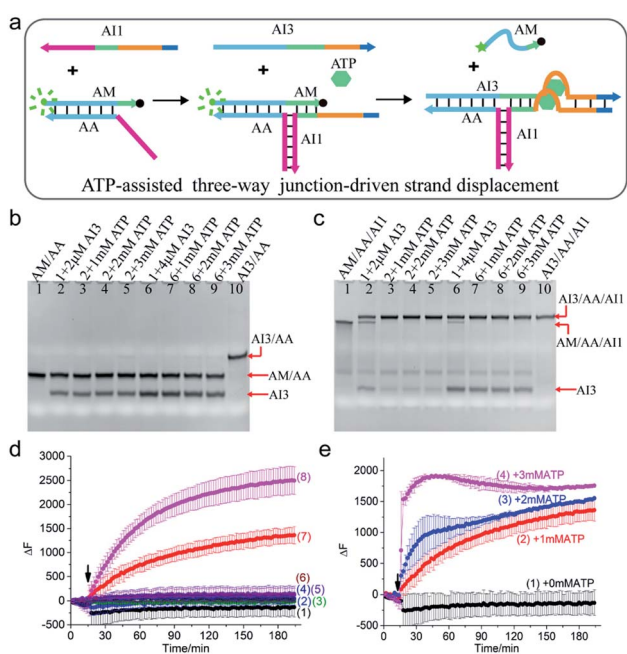 a
AI1
AI3
AM
+
+
ATP
+
AM
AM
AI3
AA
AA
AI1
AI1
ATP-assisted three-way junction-driven strand displacement
b
AM/AA
1+2μM AI3
2+1mM ATP
2+2mM ATP
2+3mM ATP
1+4μM AI3
6+1mM ATP
6+2mM ATP
6+3mM ATP
AI3/AA
1 2 3 4 5 6 7 8 9 10
AI3/AA
AM/AA
AI3
c
AM/AA/AI1
1+2μM AI3
2+1mM ATP
2+2mM ATP
2+3mM ATP
1+4μM AI3
6+1mM ATP
6+2mM ATP
6+3mM ATP
AI3/AA/AI1
1 2 3 4 5 6 7 8 9 10
AI3/AA/AI1
AM/AA/AI1
AI3
d
ΔF
3000
2500
2000
1500
1000
500
0
-500
(8)
(7)
(6)
(4)(5)
(2)(3)
(1)
0 30 60 90 120 150 180
Time/min
e
ΔF
2000
1500
1000
500
0
-500
(4) +3mMATP
(3) +2mMATP
(2) +1mMATP
(1) +0mMATP
0 30 60 90 120 150 180
Time/min